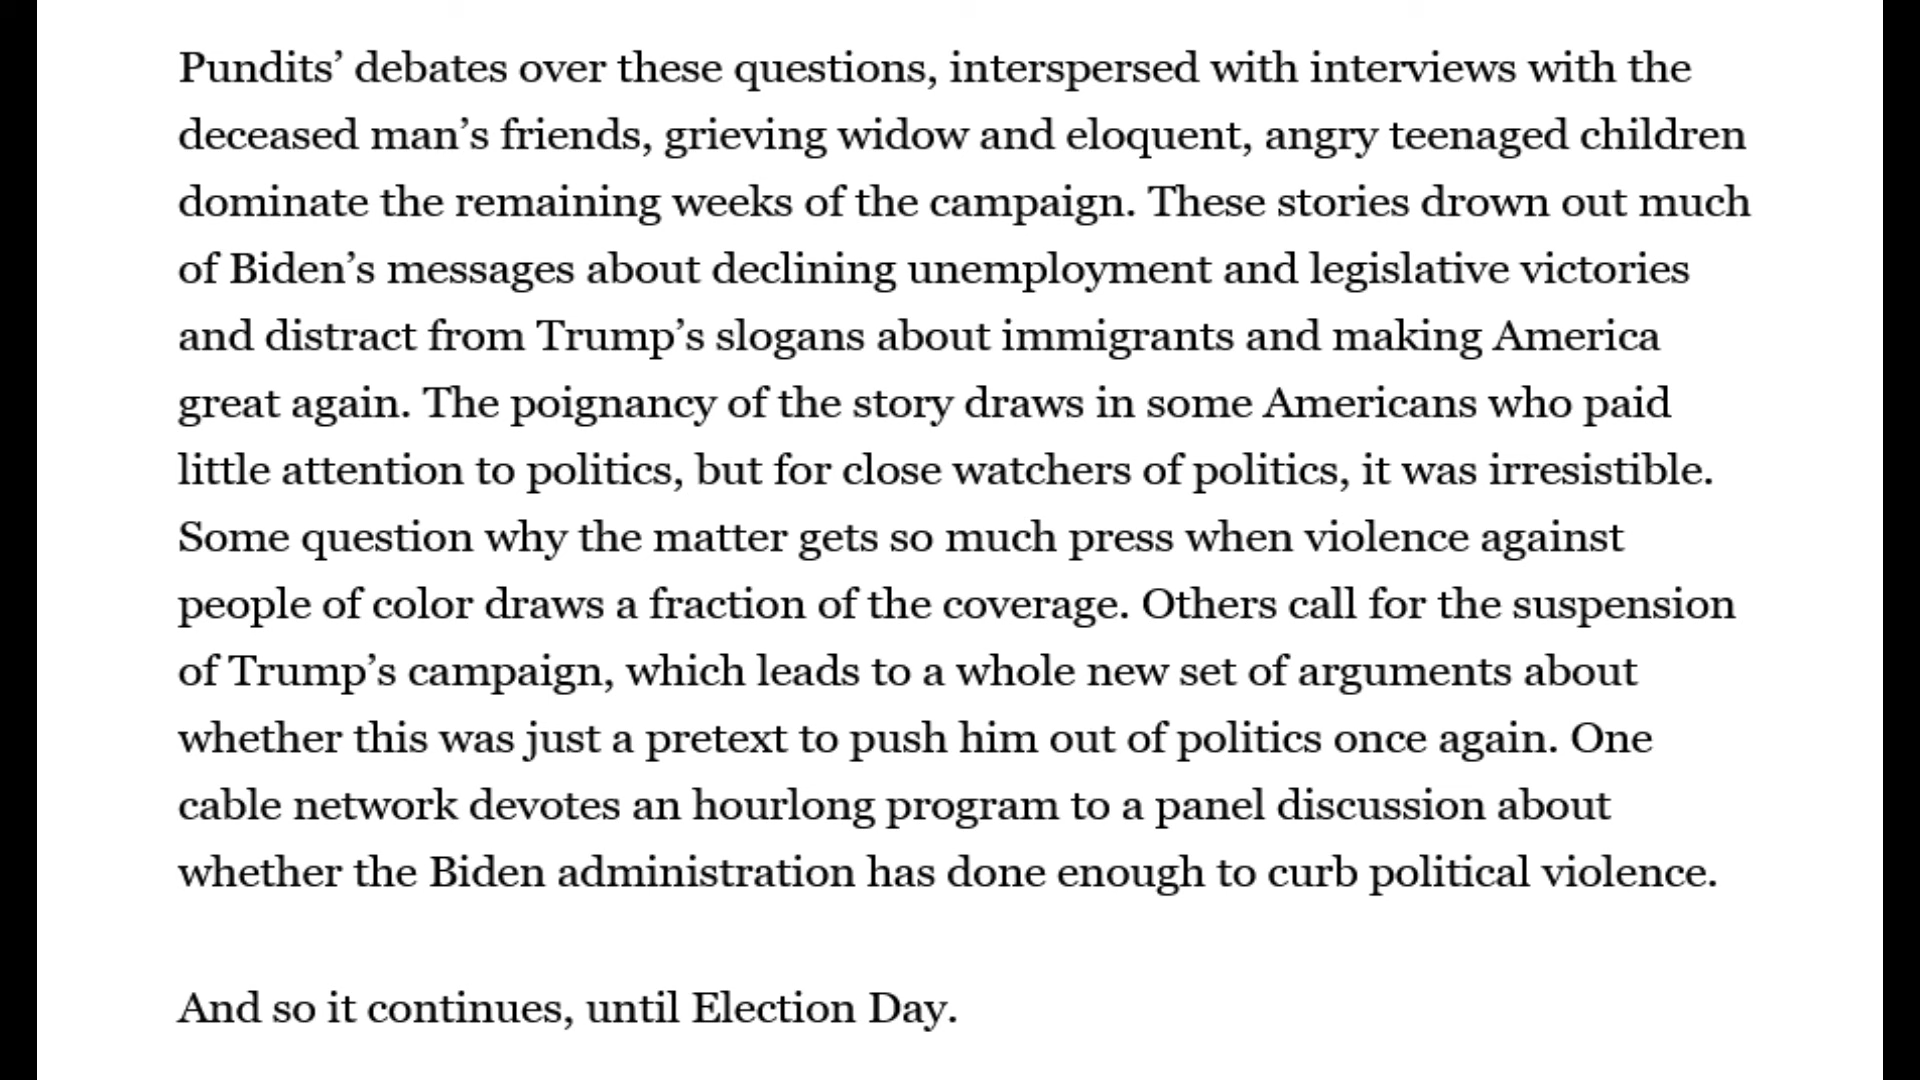 Pundits’ debates over these questions, interspersed with interviews with the
deceased man’s friends, grieving widow and eloquent, angry teenaged children
dominate the remaining weeks of the campaign. These stories drown out much
of Biden’s messages about declining unemployment and legislative victories
and distract from Trump’s slogans about immigrants and making America
great again. The poignancy of the story draws in some Americans who paid
little attention to politics, but for close watchers of politics, it was irresistible.
Some question why the matter gets so much press when violence against
people of color draws a fraction of the coverage. Others call for the suspension
of Trump’s campaign, which leads to a whole new set of arguments about
whether this was just a pretext to push him out of politics once again. One
cable network devotes an hourlong program to a panel discussion about
whether the Biden administration has done enough to curb political violence.
And so it continues, until Election Day.